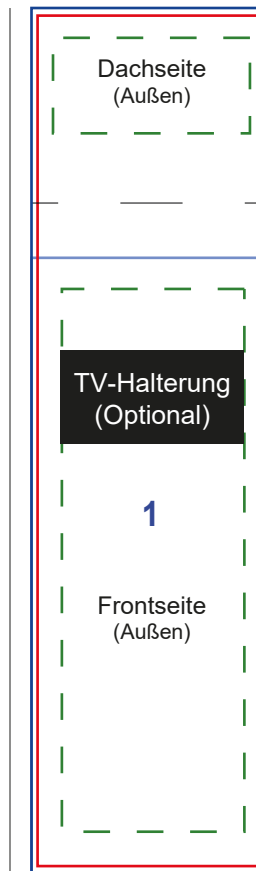 Dachseite
(Außen)
TV-Halterung
(Optional)
1
Frontseite
(Außen)